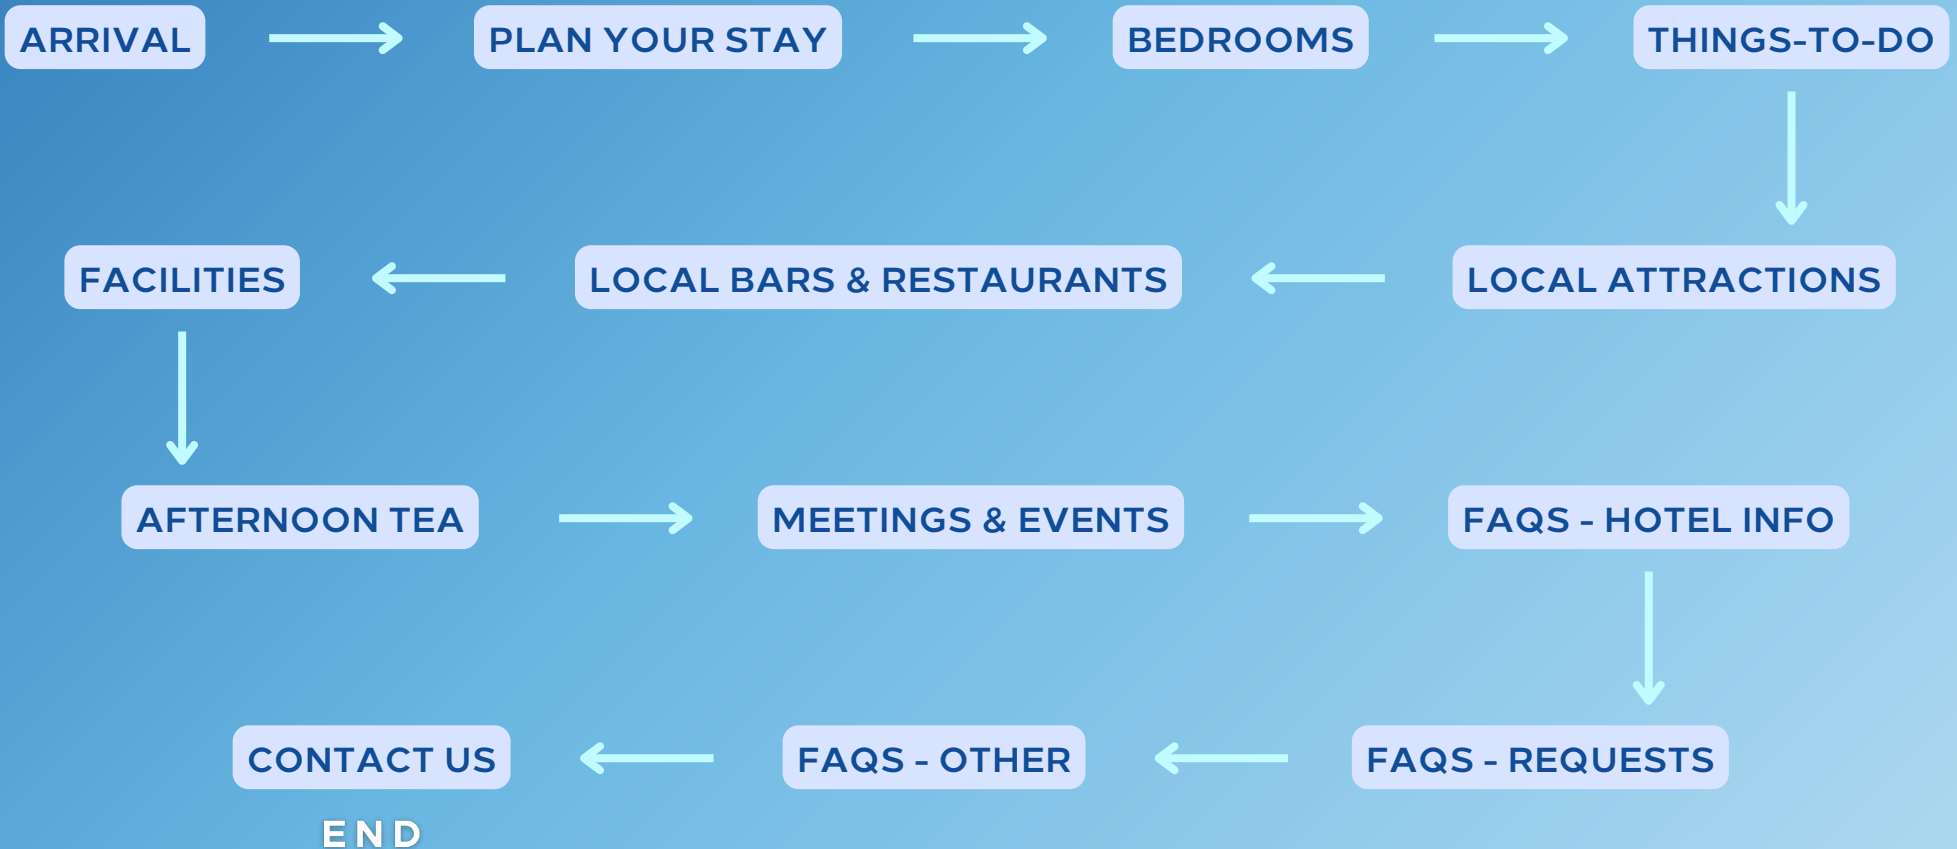 ARRIVAL
PLAN YOUR STAY
BEDROOMS
THINGS-TO-DO
LOCAL ATTRACTIONS
LOCAL BARS & RESTAURANTS
FACILITIES
AFTERNOON TEA
MEETINGS & EVENTS
FAQS - HOTEL INFO
FAQS - REQUESTS
FAQS - OTHER
CONTACT US
END